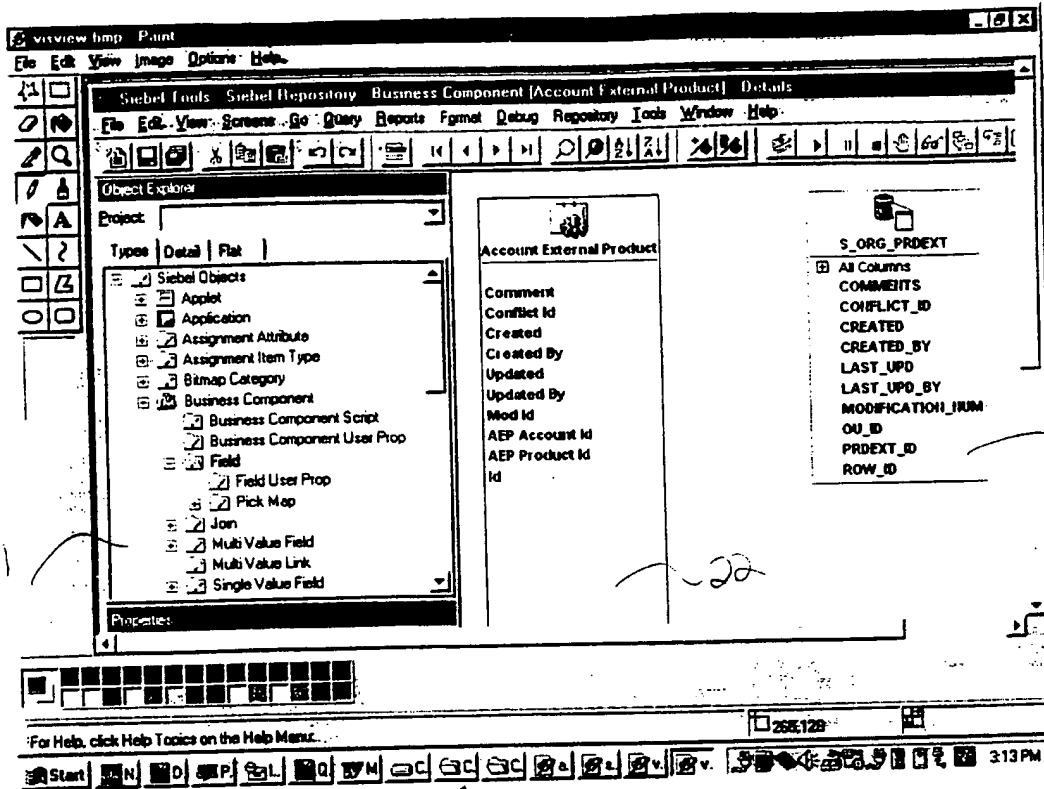 visview.bmp Paint
File Edit View Image Options Help
Siebel Tools Siebel Repository Business Component [Account External Product] Details
File Edit View Screens Go Query Reports Format Debug Repository Tools Window Help
Object Explorer
Project:
Types Detail Flat
Siebel Objects
Applet
Application
Assignment Attribute
Assignment Item Type
Bitmap Category
Business Component
Business Component Script
Business Component User Prop
Field
Field User Prop
Pick Map
Join
Multi Value Field
Multi Value Link
Single Value Field
Properties
Account External Product
Comment
Conflict Id
Created
Created By
Updated
Updated By
Mod Id
AEP Account Id
AEP Product Id
Id
S_ORG_PRDEXT
All Columns
COMMENTS
CONFLICT_ID
CREATED
CREATED_BY
LAST_UPD
LAST_UPD_BY
MODIFICATION_NUM
OU_ID
PRDEXT_ID
ROW_ID
22
For Help, click Help Topics on the Help Menu.
268,128
Start N. D P. L. Q M C C C a. s. v. v. 3:13 PM